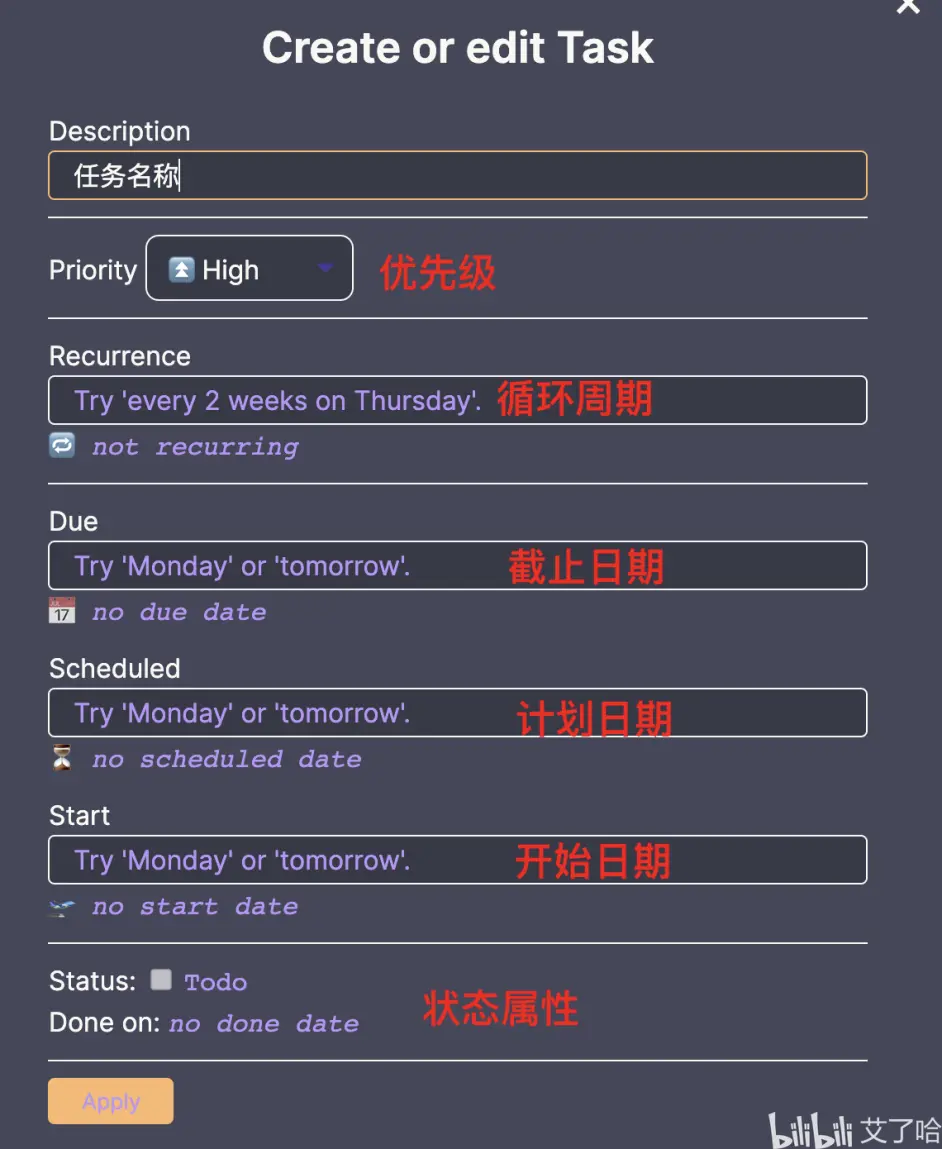 Create or edit Task
Description
任务名称
Priority High 优先级
Recurrence
Try 'every 2 weeks on Thursday'. 循环周期
not recurring
Due
Try 'Monday' or 'tomorrow'. 截止日期
17 no due date
Scheduled
Try 'Monday' or 'tomorrow'. 计划日期
no scheduled date
Start
Try 'Monday' or 'tomorrow'. 开始日期
no start date
Status: Todo
状态属性
Done on: no done date
Apply
bilibili 艾了哈